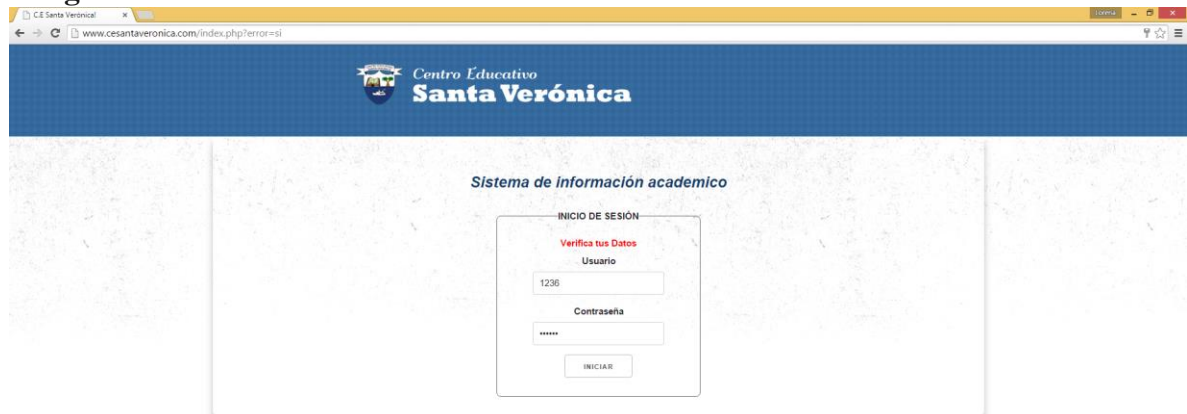 C.E Santa Verónica!
Lorena
www.cesantaveronica.com/index.php?error=si
Centro Educativo
Santa Verónica
Sistema de información academico
INICIO DE SESIÓN
Verifica tus Datos
Usuario
1236
Contraseña
••••••
INICIAR